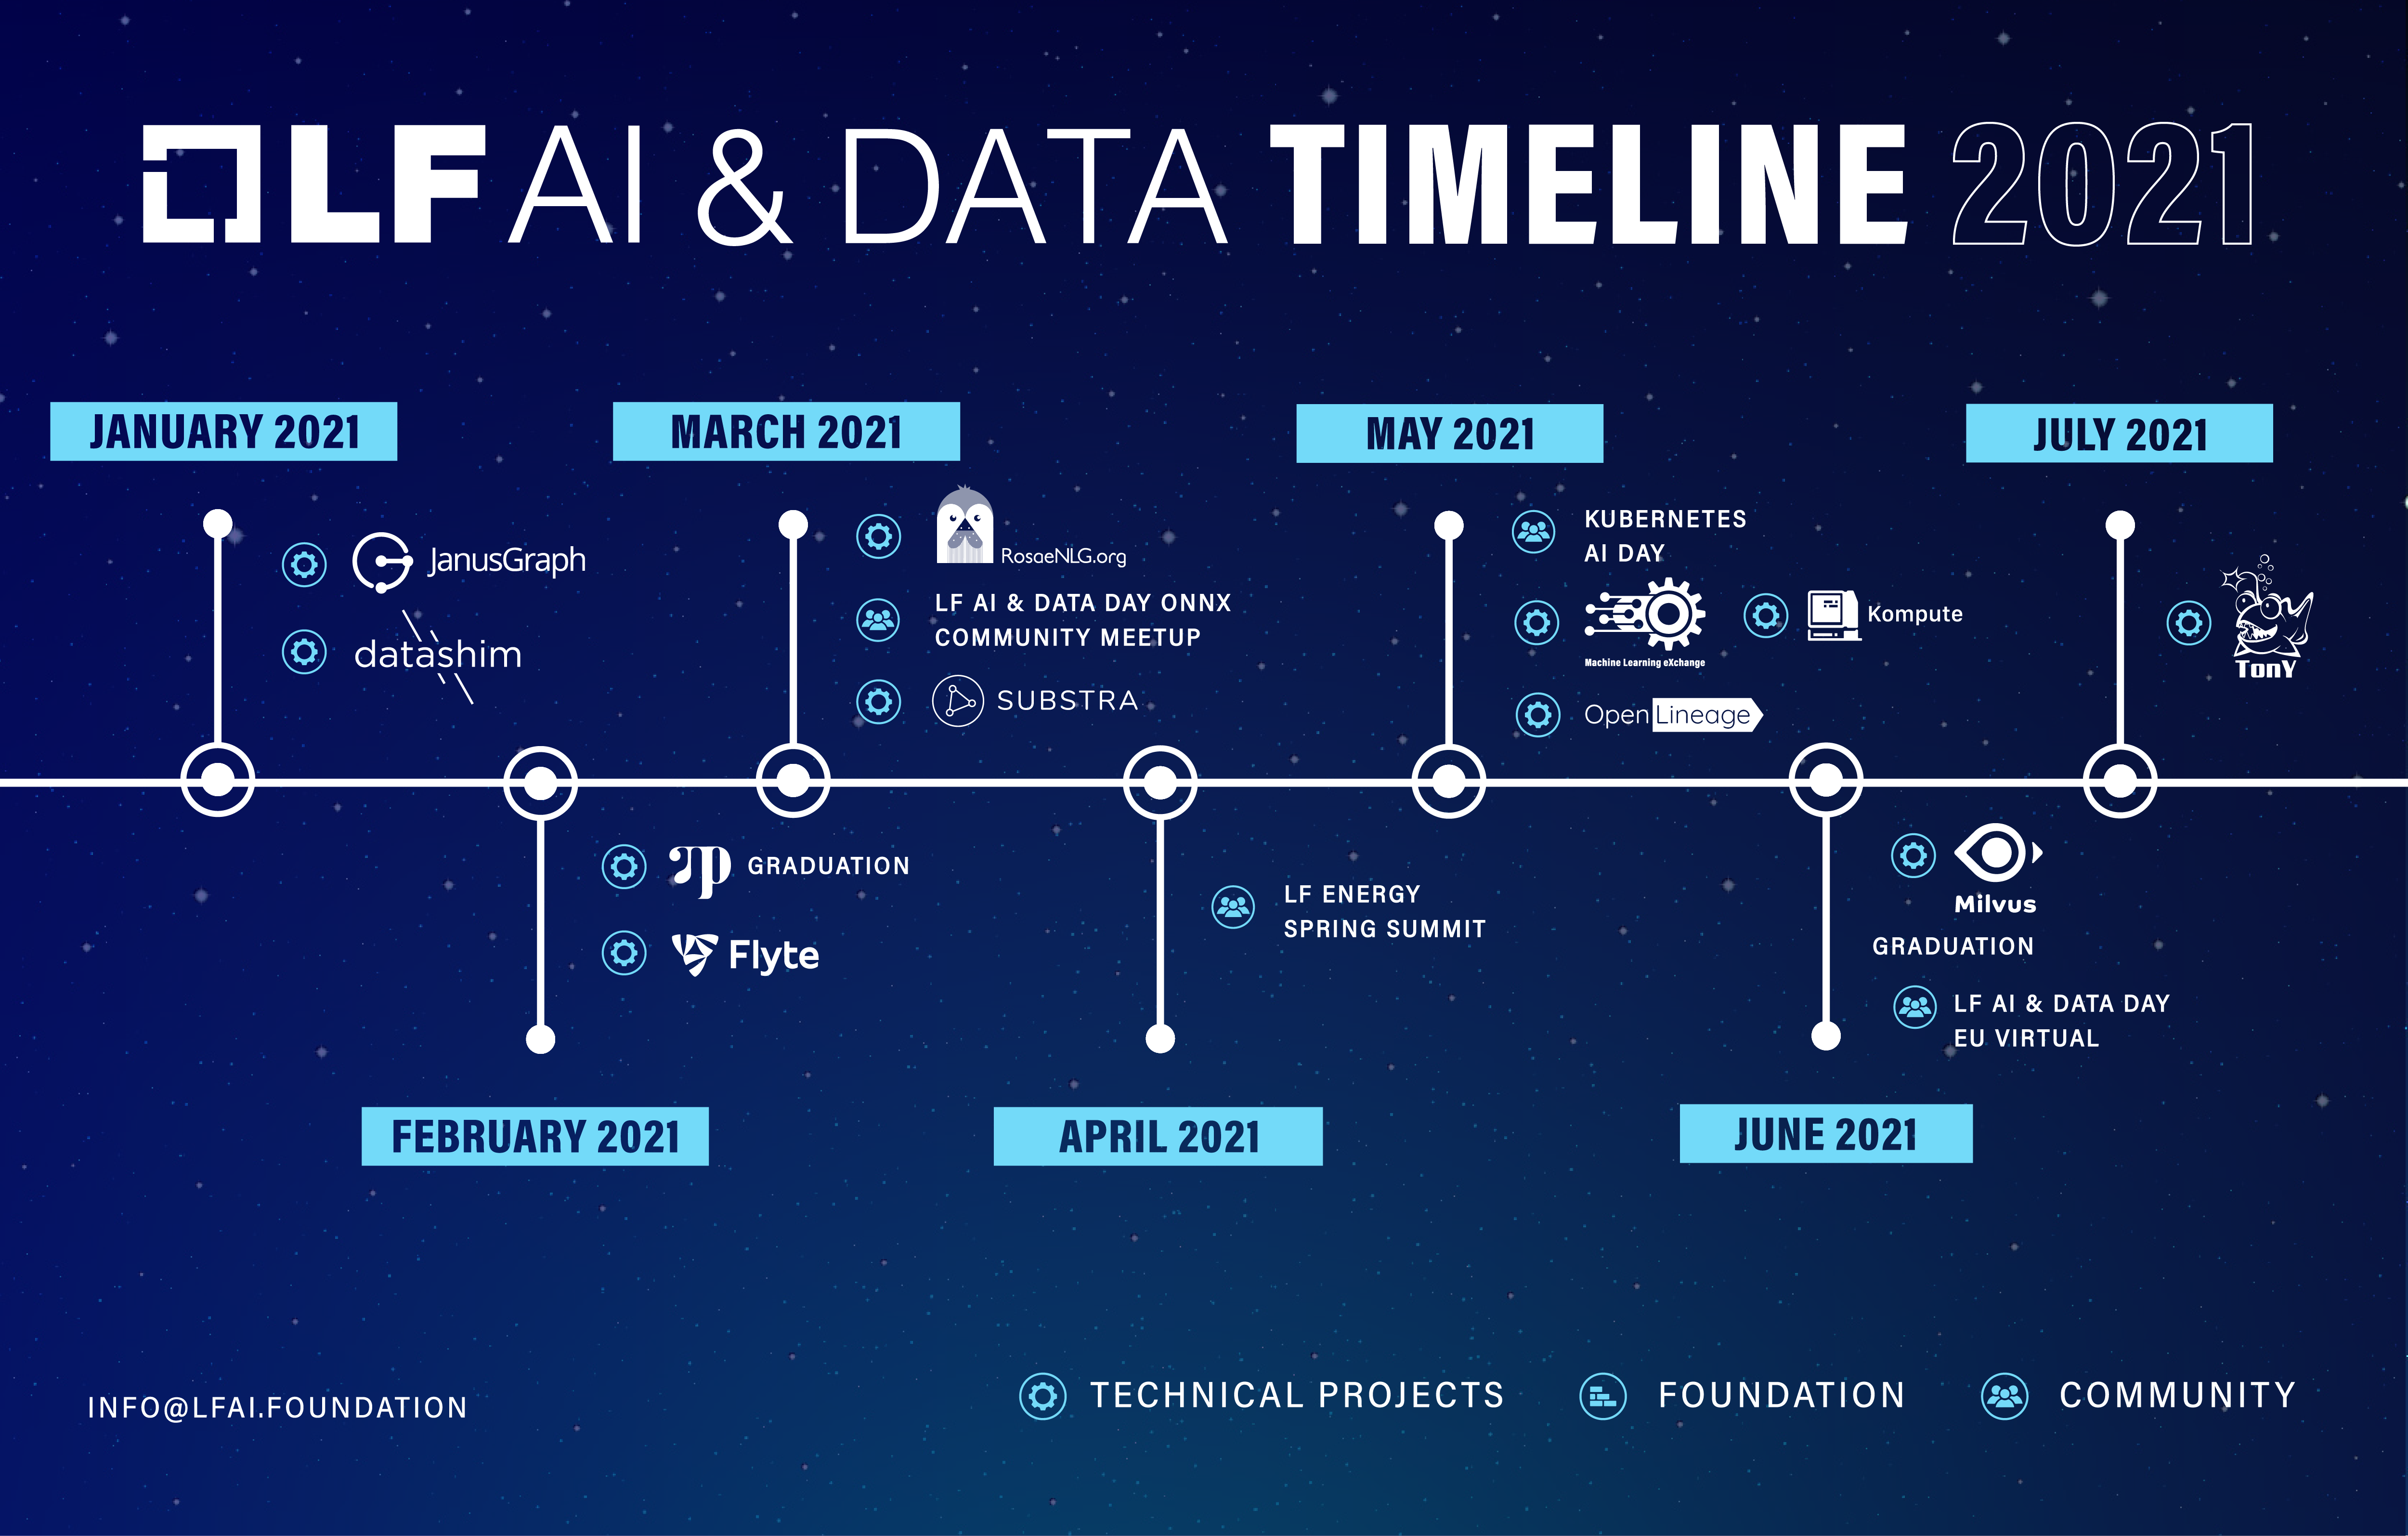 LF AI & DATA TIMELINE 2021
JANUARY 2021
JanusGraph
datashim
FEBRUARY 2021
GRADUATION
Flyte
MARCH 2021
RosaeNLG.org
LF AI & DATA DAY ONNX
COMMUNITY MEETUP
SUBSTRA
APRIL 2021
LF ENERGY
SPRING SUMMIT
MAY 2021
KUBERNETES
AI DAY
Machine Learning eXchange
Kompute
Open Lineage
JUNE 2021
Milvus
GRADUATION
LF AI & DATA DAY
EU VIRTUAL
JULY 2021
TonY
INFO@LFAI.FOUNDATION
TECHNICAL PROJECTS
FOUNDATION
COMMUNITY